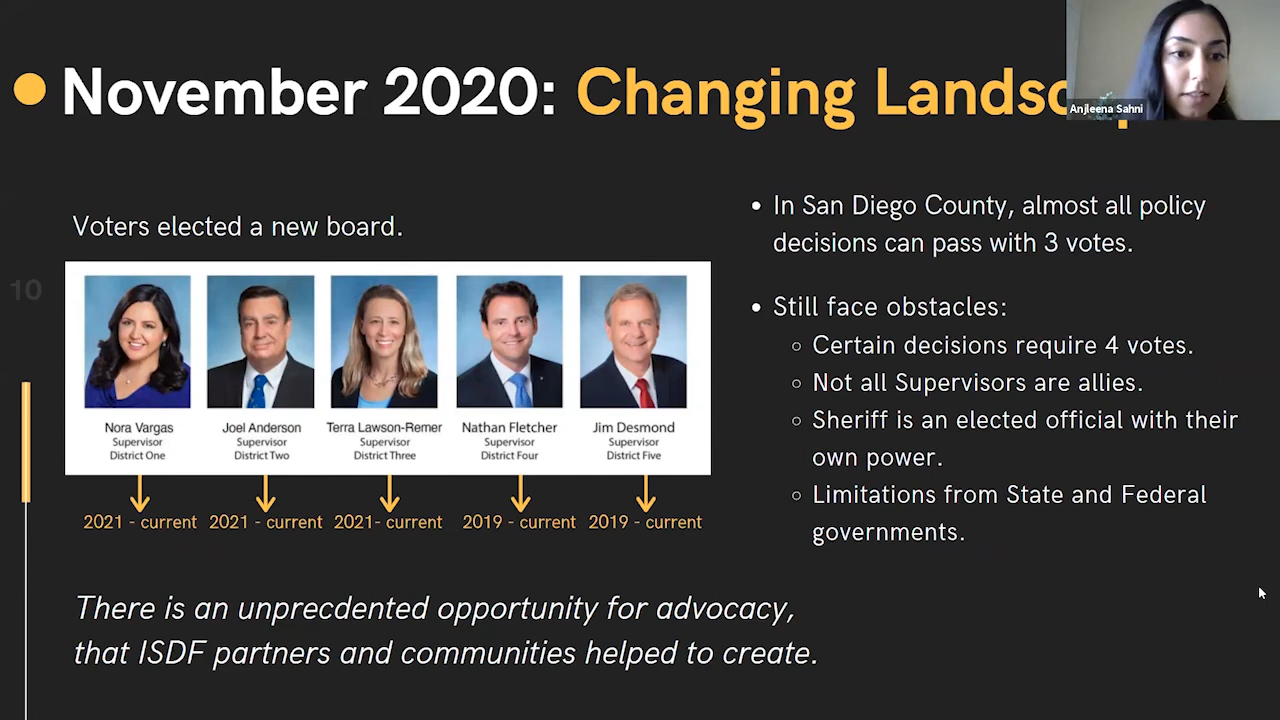 November 2020: Changing Landsc
Anjleena Sahni
10
Voters elected a new board.
Nora Vargas
Supervisor
District One
Joel Anderson
Supervisor
District Two
Terra Lawson-Remer
Supervisor
District Three
Nathan Fletcher
Supervisor
District Four
Jim Desmond
Supervisor
District Five
2021 - current
2021 - current
2021- current
2019 - current
2019 - current
There is an unprecdented opportunity for advocacy,
that ISDF partners and communities helped to create.
• In San Diego County, almost all policy
decisions can pass with 3 votes.
• Still face obstacles:
◦ Certain decisions require 4 votes.
◦ Not all Supervisors are allies.
◦ Sheriff is an elected official with their
own power.
◦ Limitations from State and Federal
governments.